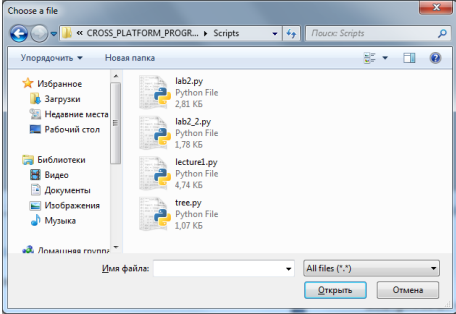 Choose a file
« CROSS_PLATFORM_PROGR... ▸ Scripts
Поиск: Scripts
Упорядочить
Новая папка
Избранное
Загрузки
Недавние места
Рабочий стол
Библиотеки
Видео
Документы
Изображения
Музыка
Домашняя группа
lab2.py
Python File
2,81 КБ
lab2_2.py
Python File
1,78 КБ
lecture1.py
Python File
4,74 КБ
tree.py
Python File
1,07 КБ
Имя файла:
All files ("*.*")
Открыть
Отмена